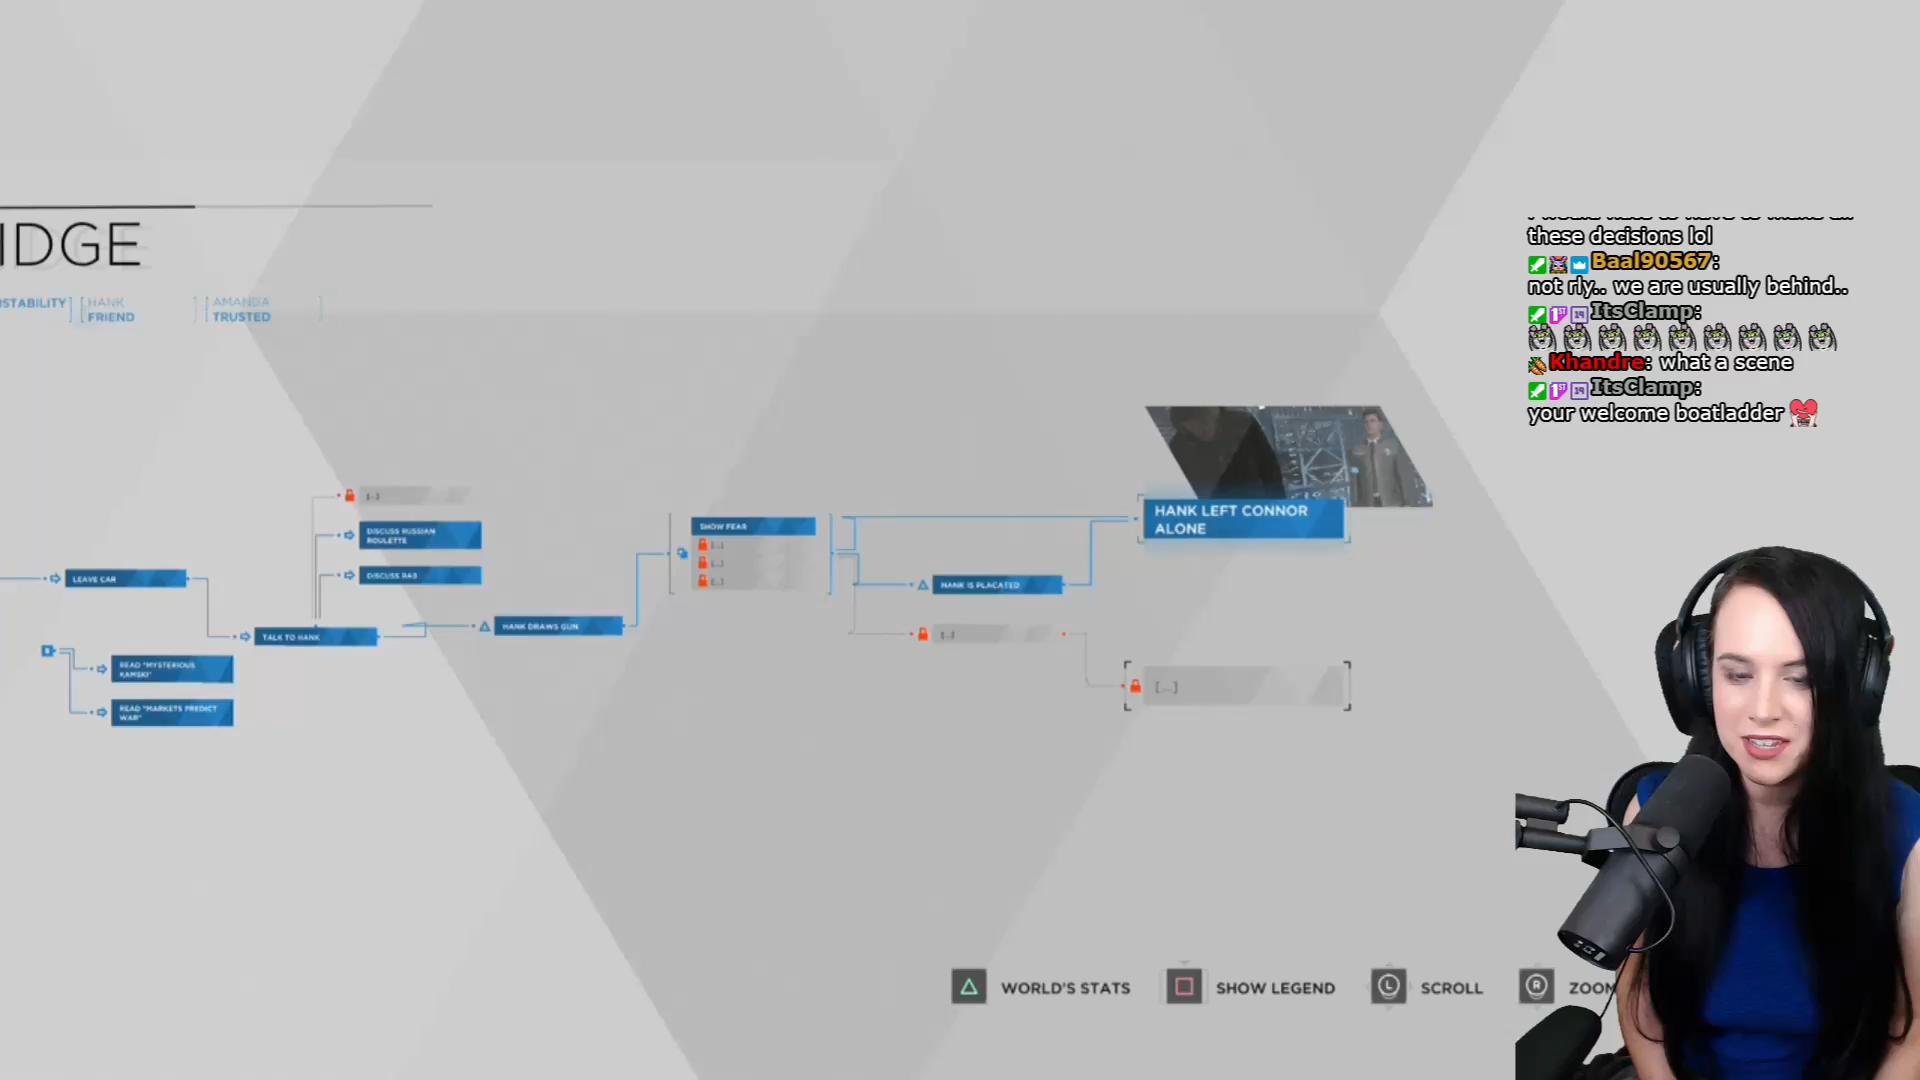 IDGE
STABILITY
HANK
FRIEND
AMANDA
TRUSTED
[...]
DISCUSS RUSSIAN
ROULETTE
DISCUSS RA9
LEAVE CAR
TALK TO HANK
READ "MYSTERIOUS
KAMSKI"
READ "MARKETS PREDICT
WAR"
HANK DRAWS GUN
SHOW FEAR
[...]
[...]
[...]
HANK IS PLACATED
[...]
HANK LEFT CONNOR
ALONE
[...]
these decisions lol
Baal90567:
not rly.. we are usually behind..
ItsClamp:
Khandre: what a scene
ItsClamp:
your welcome boatladder
WORLD'S STATS
SHOW LEGEND
L SCROLL
R ZOOM